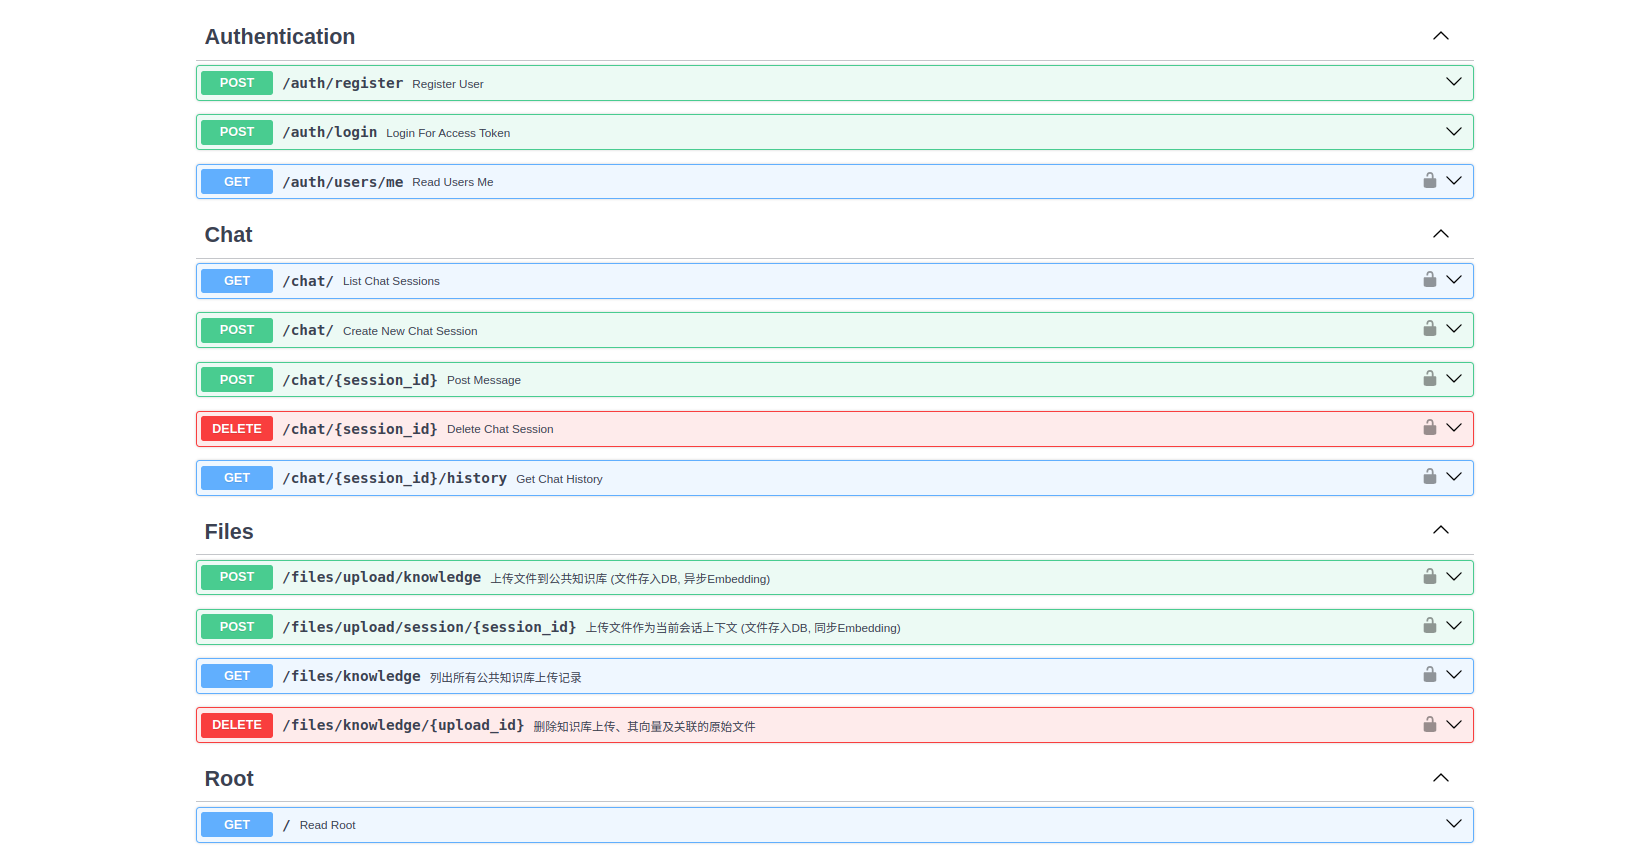 Authentication
POST /auth/register Register User
POST /auth/login Login For Access Token
GET /auth/users/me Read Users Me
Chat
GET /chat/ List Chat Sessions
POST /chat/ Create New Chat Session
POST /chat/{session_id} Post Message
DELETE /chat/{session_id} Delete Chat Session
GET /chat/{session_id}/history Get Chat History
Files
POST /files/upload/knowledge 上传文件到公共知识库 (文件存入DB, 异步Embedding)
POST /files/upload/session/{session_id} 上传文件作为当前会话上下文 (文件存入DB, 同步Embedding)
GET /files/knowledge 列出所有公共知识库上传记录
DELETE /files/knowledge/{upload_id} 删除知识库上传、其向量及关联的原始文件
Root
GET / Read Root